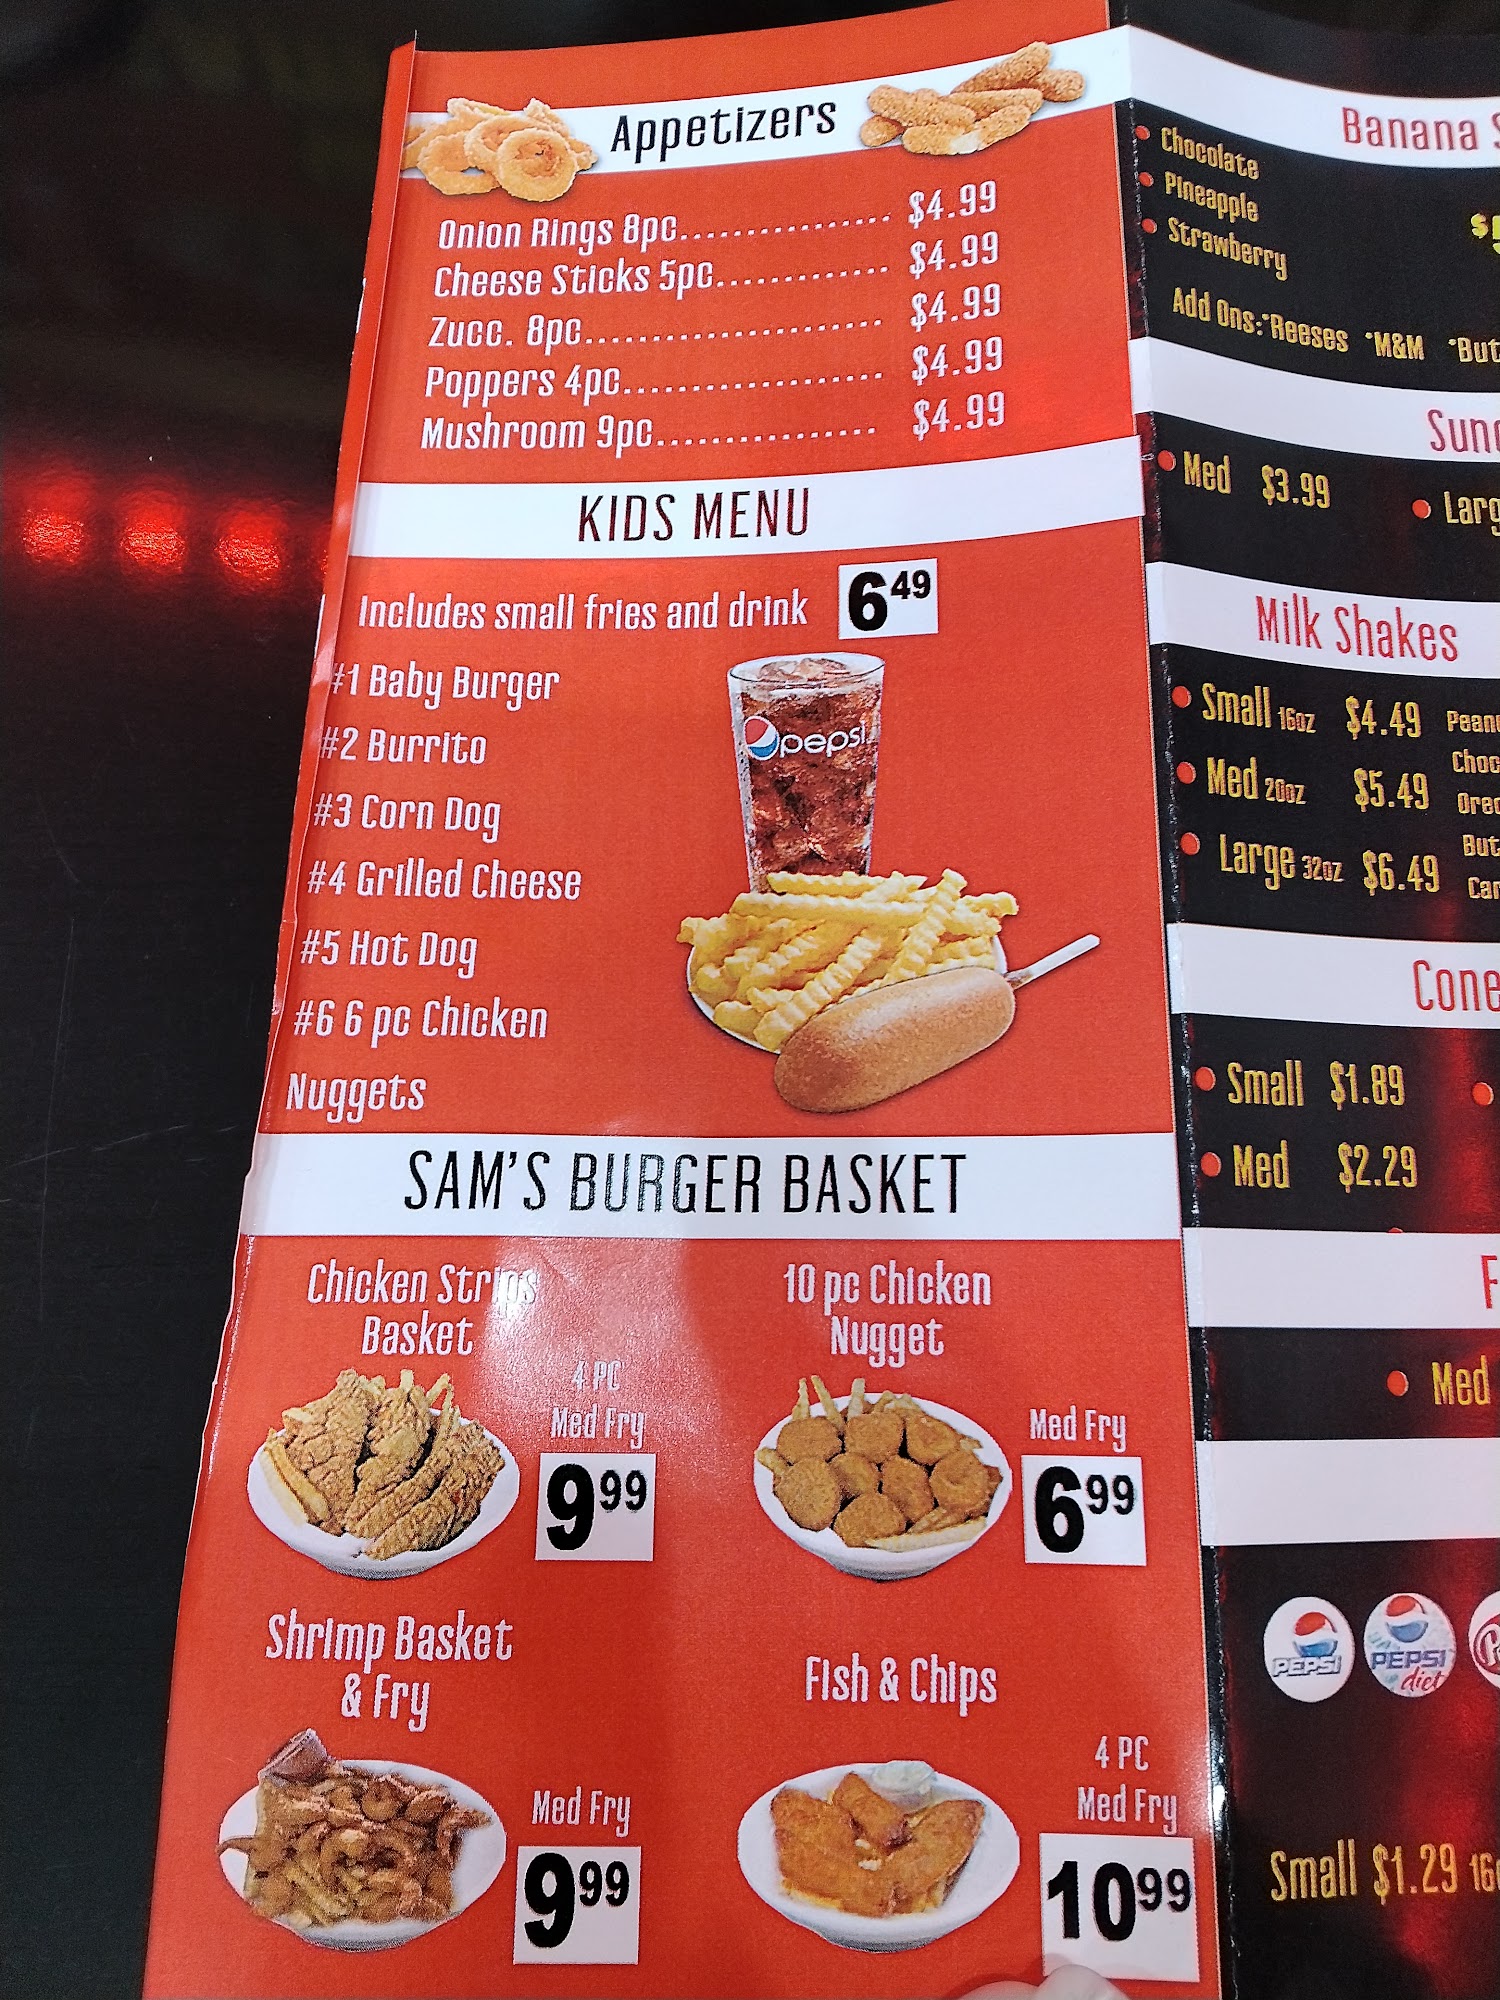 Appetizers
Onion Rings 8pc................ $4.99
Cheese Sticks 5pc............. $4.99
Zucc. 8pc...................... $4.99
Poppers 4pc.................... $4.99
Mushroom 9pc................. $4.99
KIDS MENU
Includes small fries and drink 6 49
pepsi
#1 Baby Burger
#2 Burrito
#3 Corn Dog
#4 Grilled Cheese
#5 Hot Dog
#6 6 pc Chicken
Nuggets
SAM'S BURGER BASKET
Chicken Strips
Basket
4 PC
Med Fry
9 99
10 pc Chicken
Nugget
Med Fry
6 99
Shrimp Basket
& Fry
Med Fry
9 99
Fish & Chips
4 PC
Med Fry
10 99
Banana
Chocolate
Pineapple
Strawberry
Add Ons: *Reeses *M&M
Med $3.99
Milk Shakes
Small 16oz $4.49
Med 20oz $5.49
Large 32oz $6.49
Small $1.89
Med $2.29
Med
PEPSI
PEPSI
diet
Small $1.29